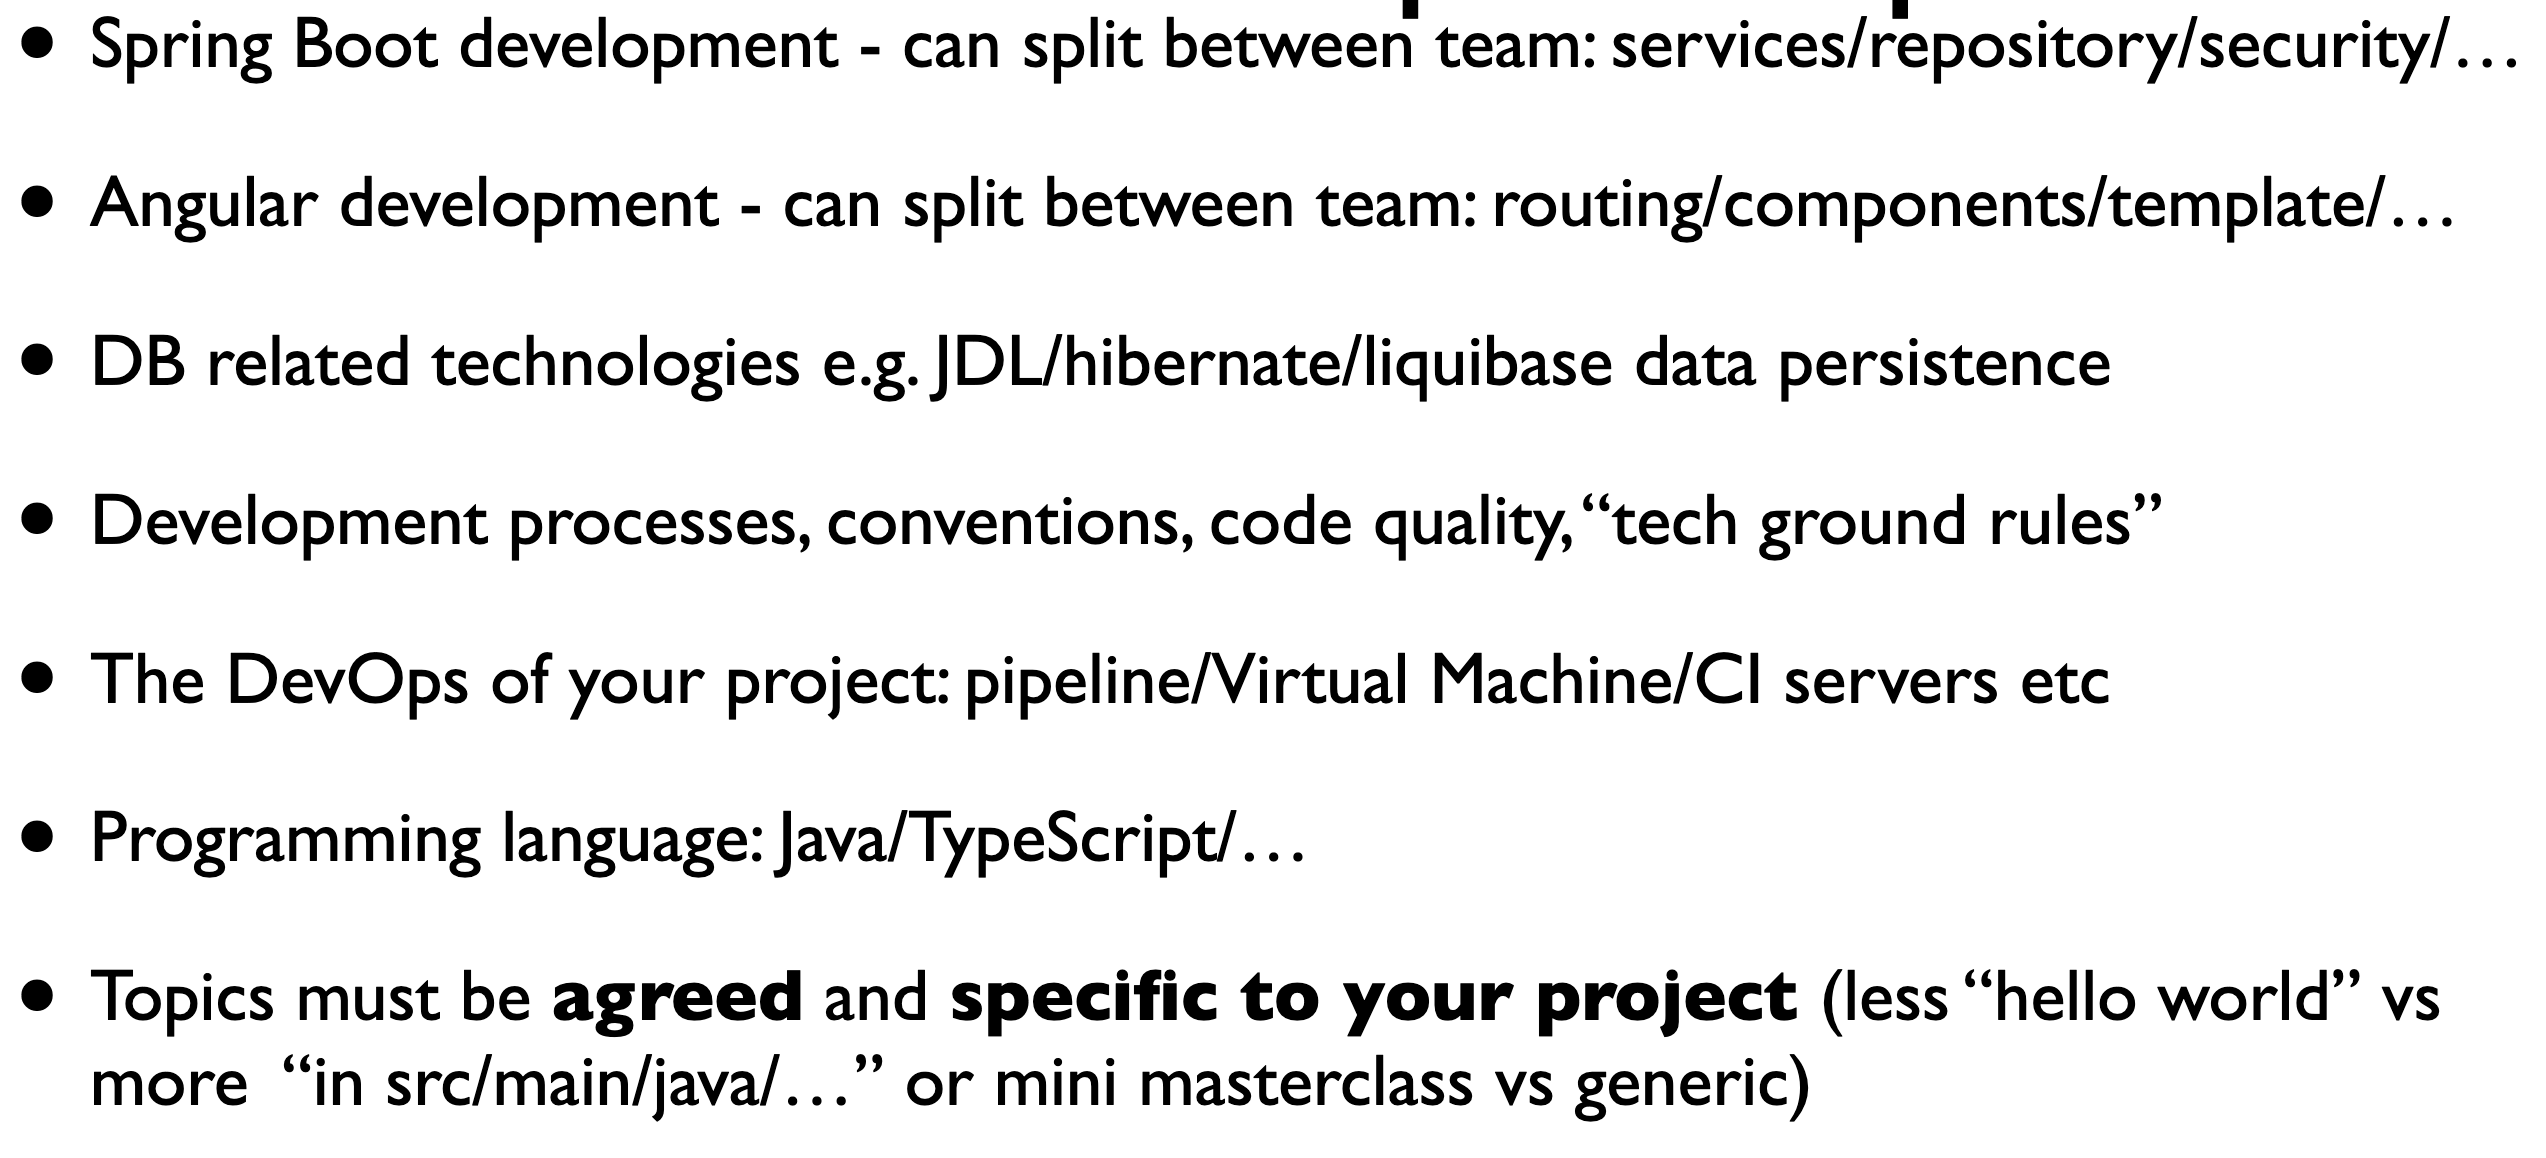 • Spring Boot development - can split between team: services/repository/security/…
• Angular development - can split between team: routing/components/template/…
• DB related technologies e.g. JDL/hibernate/liquibase data persistence
• Development processes, conventions, code quality, “tech ground rules”
• The DevOps of your project: pipeline/Virtual Machine/CI servers etc
• Programming language: Java/TypeScript/…
• Topics must be agreed and specific to your project (less “hello world” vs
more “in src/main/java/…” or mini masterclass vs generic)